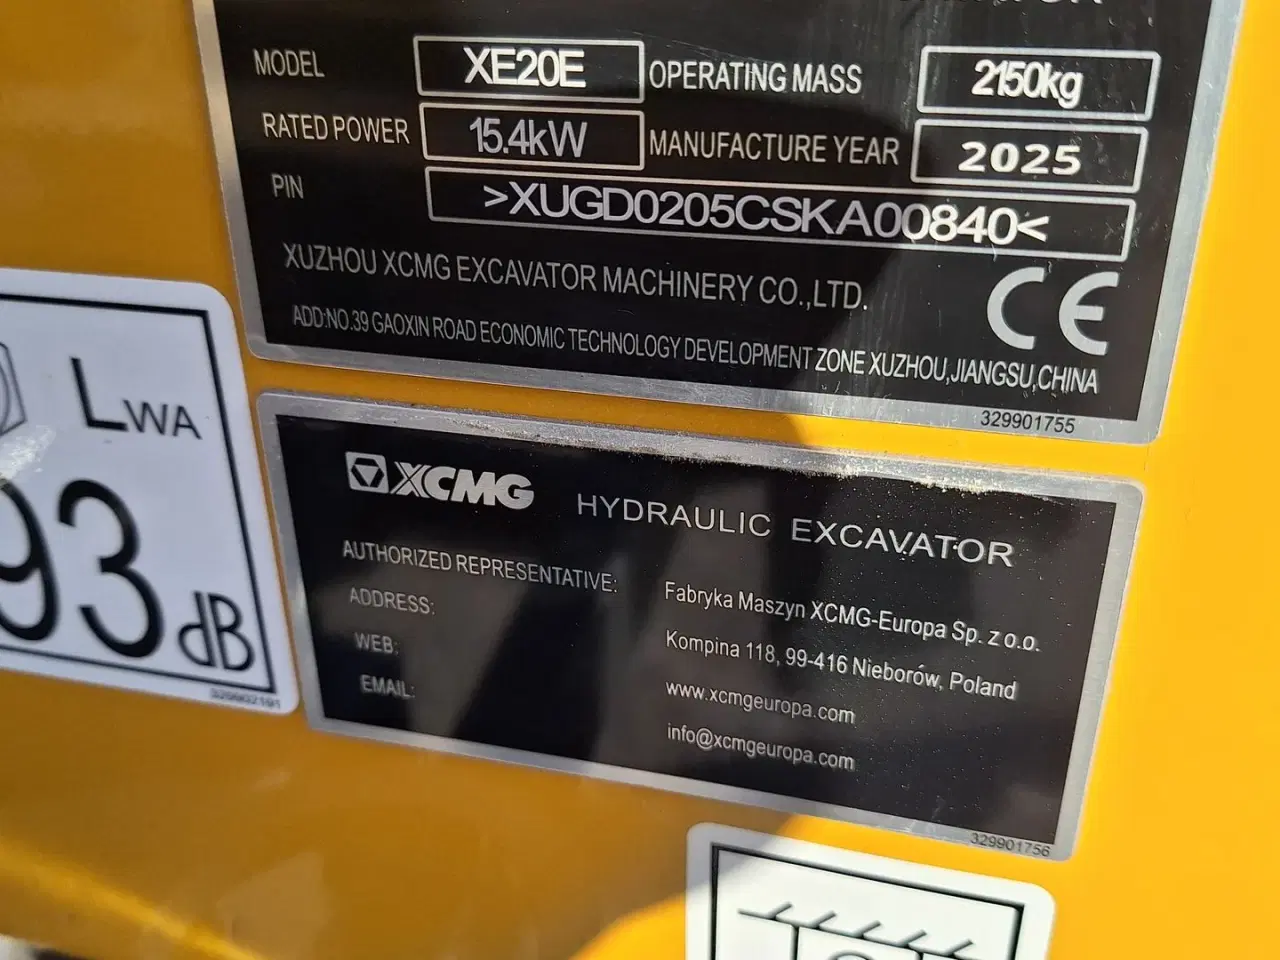 MODEL XE20E OPERATING MASS 2150kg
RATED POWER 15.4kW MANUFACTURE YEAR 2025
PIN >XUGD0205CSKA00840<
XUZHOU XCMG EXCAVATOR MACHINERY CO.,LTD.
CE
ADD:NO.39 GAOXIN ROAD ECONOMIC TECHNOLOGY DEVELOPMENT ZONE XUZHOU,JIANGSU,CHINA
329901755
LWA
93
dB
329902191
XCMG HYDRAULIC EXCAVATOR
AUTHORIZED REPRESENTATIVE: Fabryka Maszyn XCMG-Europa Sp. z o.o.
ADDRESS: Kompina 118, 99-416 Nieborów, Poland
WEB: www.xcmgeuropa.com
EMAIL: info@xcmgeuropa.com
329901756